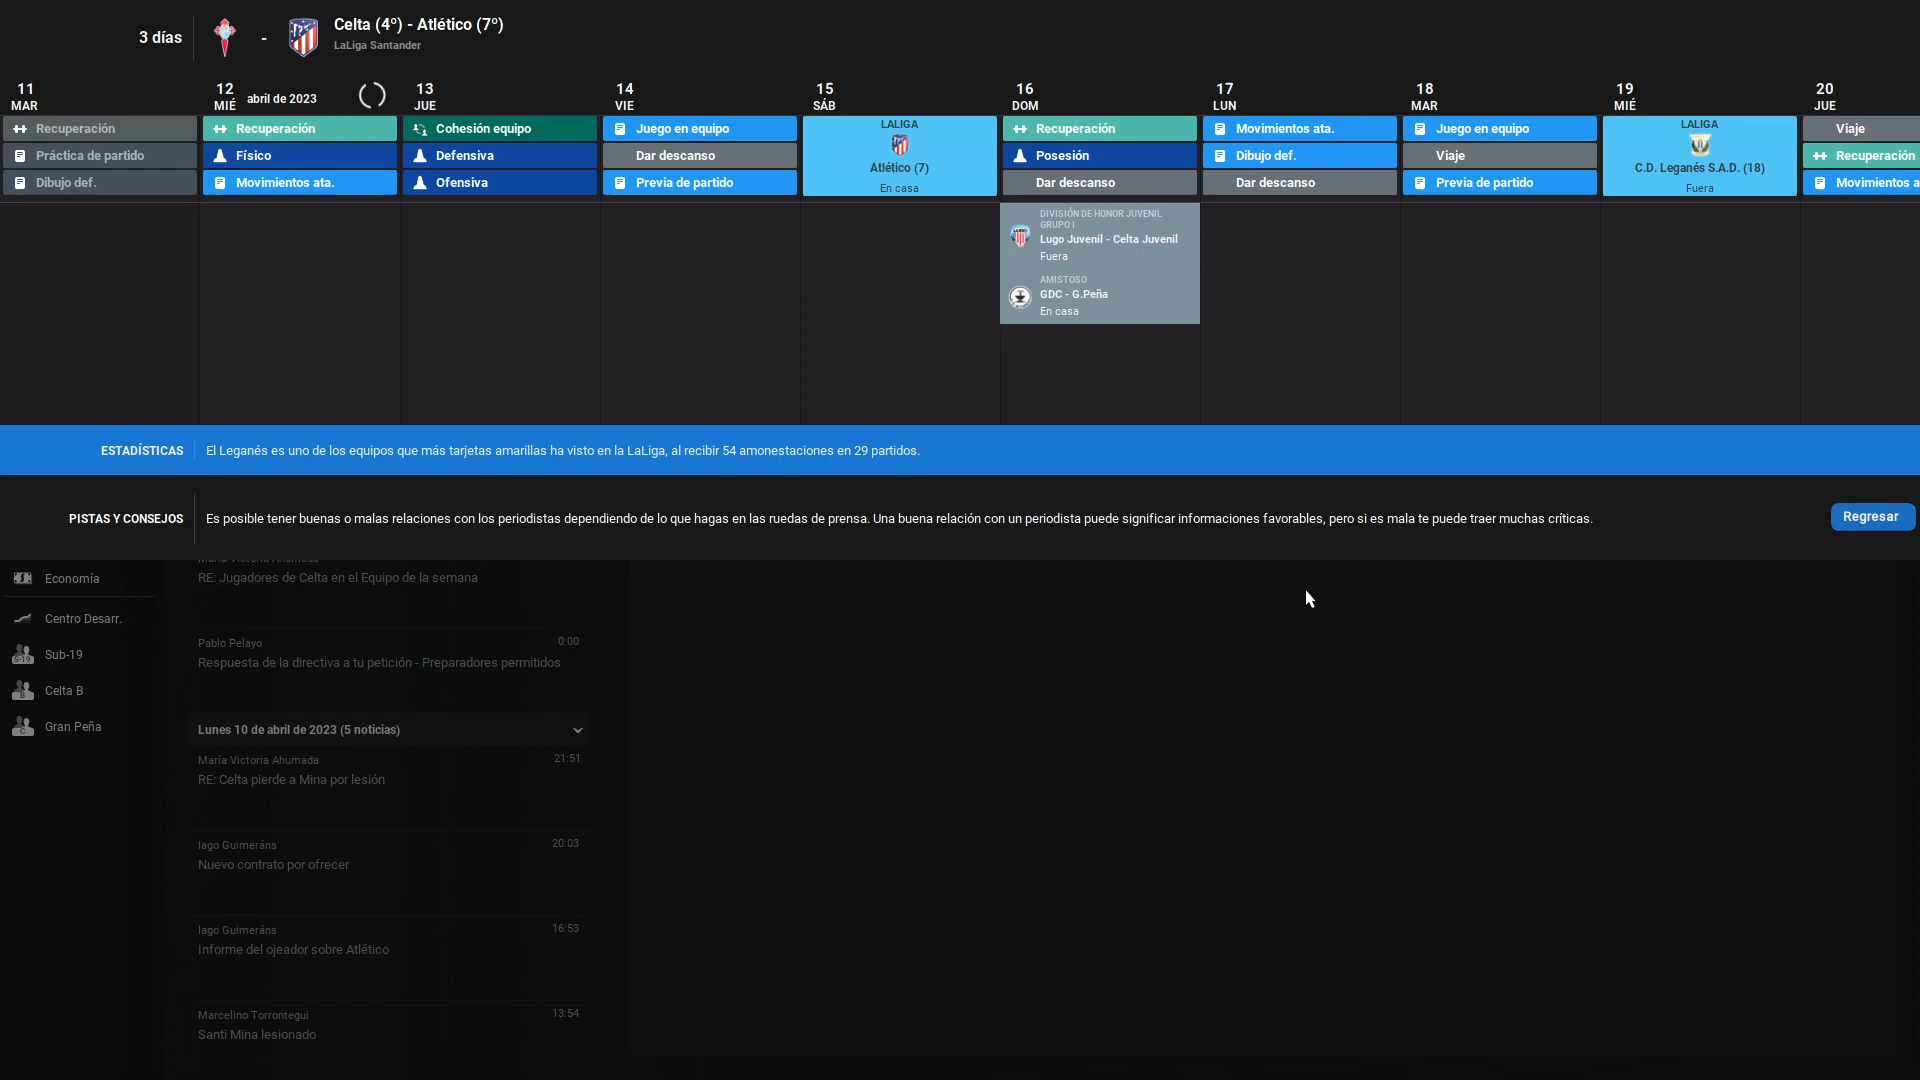 3 días
-
Celta (4º) - Atlético (7º)
LaLiga Santander
11
MAR
12
MIÉ
abril de 2023
13
JUE
14
VIE
15
SÁB
16
DOM
17
LUN
18
MAR
19
MIÉ
20
JUE
Recuperación
Práctica de partido
Dibujo def.
Recuperación
Físico
Movimientos ata.
Cohesión equipo
Defensiva
Ofensiva
Juego en equipo
Dar descanso
Previa de partido
LALIGA
Atlético (7)
En casa
Recuperación
Posesión
Dar descanso
Movimientos ata.
Dibujo def.
Dar descanso
Juego en equipo
Viaje
Previa de partido
LALIGA
C.D. Leganés S.A.D. (18)
Fuera
Viaje
Recuperación
Movimientos a
DIVISIÓN DE HONOR JUVENIL
GRUPO I
Lugo Juvenil - Celta Juvenil
Fuera
AMISTOSO
GDC - G.Peña
En casa
ESTADÍSTICAS
El Leganés es uno de los equipos que más tarjetas amarillas ha visto en la LaLiga, al recibir 54 amonestaciones en 29 partidos.
PISTAS Y CONSEJOS
Es posible tener buenas o malas relaciones con los periodistas dependiendo de lo que hagas en las ruedas de prensa. Una buena relación con un periodista puede significar informaciones favorables, pero si es mala te puede traer muchas críticas.
Regresar
Economía
Centro Desarr.
S-19
Sub-19
B
Celta B
C
Gran Peña
María Victoria Ahumada
RE: Jugadores de Celta en el Equipo de la semana
Pablo Pelayo
0:00
Respuesta de la directiva a tu petición - Preparadores permitidos
Lunes 10 de abril de 2023 (5 noticias)
María Victoria Ahumada
21:51
RE: Celta pierde a Mina por lesión
Iago Guimeráns
20:03
Nuevo contrato por ofrecer
Iago Guimeráns
16:53
Informe del ojeador sobre Atlético
Marcelino Torrontegui
13:54
Santi Mina lesionado